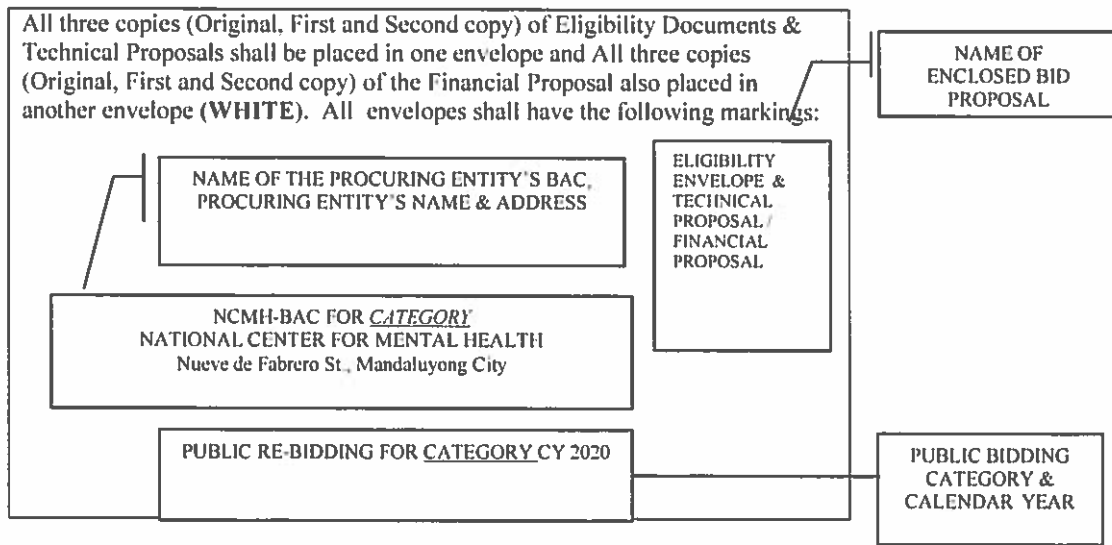 All three copies (Original, First and Second copy) of Eligibility Documents &
Technical Proposals shall be placed in one envelope and All three copies
(Original, First and Second copy) of the Financial Proposal also placed in
another envelope (WHITE). All envelopes shall have the following markings:
NAME OF
ENCLOSED BID
PROPOSAL
NAME OF THE PROCURING ENTITY'S BAC,
PROCURING ENTITY'S NAME & ADDRESS
ELIGIBILITY
ENVELOPE &
TECHNICAL
PROPOSAL /
FINANCIAL
PROPOSAL
NCMH-BAC FOR CATEGORY
NATIONAL CENTER FOR MENTAL HEALTH
Nueve de Fabrero St., Mandaluyong City
PUBLIC RE-BIDDING FOR CATEGORY CY 2020
PUBLIC BIDDING
CATEGORY &
CALENDAR YEAR